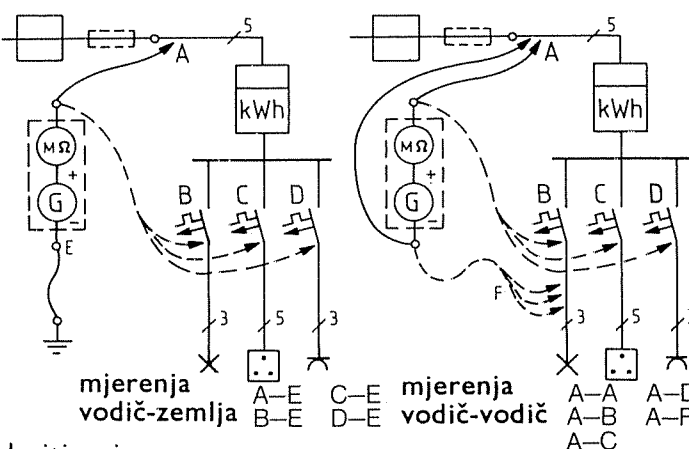 5
A
kWh
MΩ
+
G
-
E
B C D
3 5 3
mjerenja
vodič-zemlja
A–E C–E
B–E D–E
5
A
kWh
MΩ
+
G
-
B C D
F
3 5
mjerenja
vodič-vodič
A–A
A–B
A–C